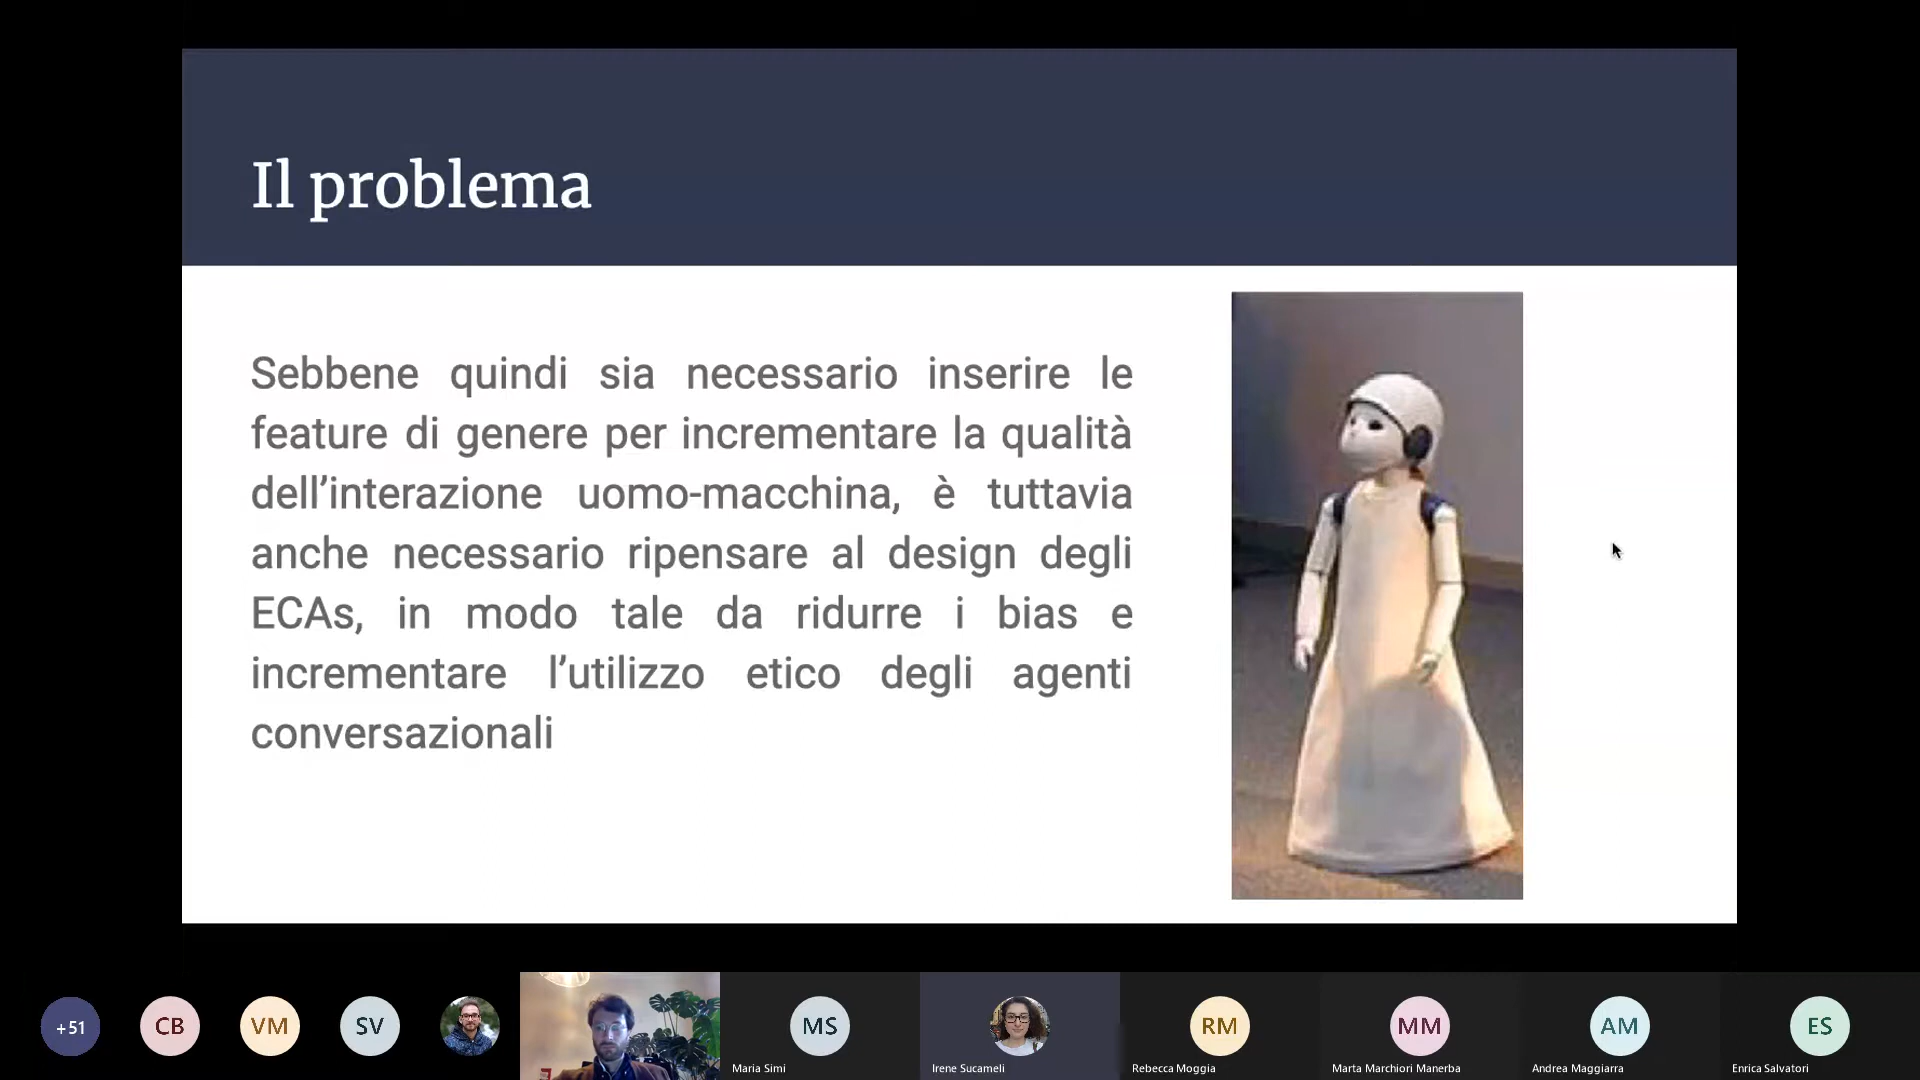 Il problema
Sebbene quindi sia necessario inserire le
feature di genere per incrementare la qualità
dell’interazione uomo-macchina, è tuttavia
anche necessario ripensare al design degli
ECAs, in modo tale da ridurre i bias e
incrementare l’utilizzo etico degli agenti
conversazionali
+51
CB
VM
SV
MS
RM
MM
AM
ES
Maria Simi
Irene Sucameli
Rebecca Moggia
Marta Marchiori Manerba
Andrea Maggiarra
Enrica Salvatori